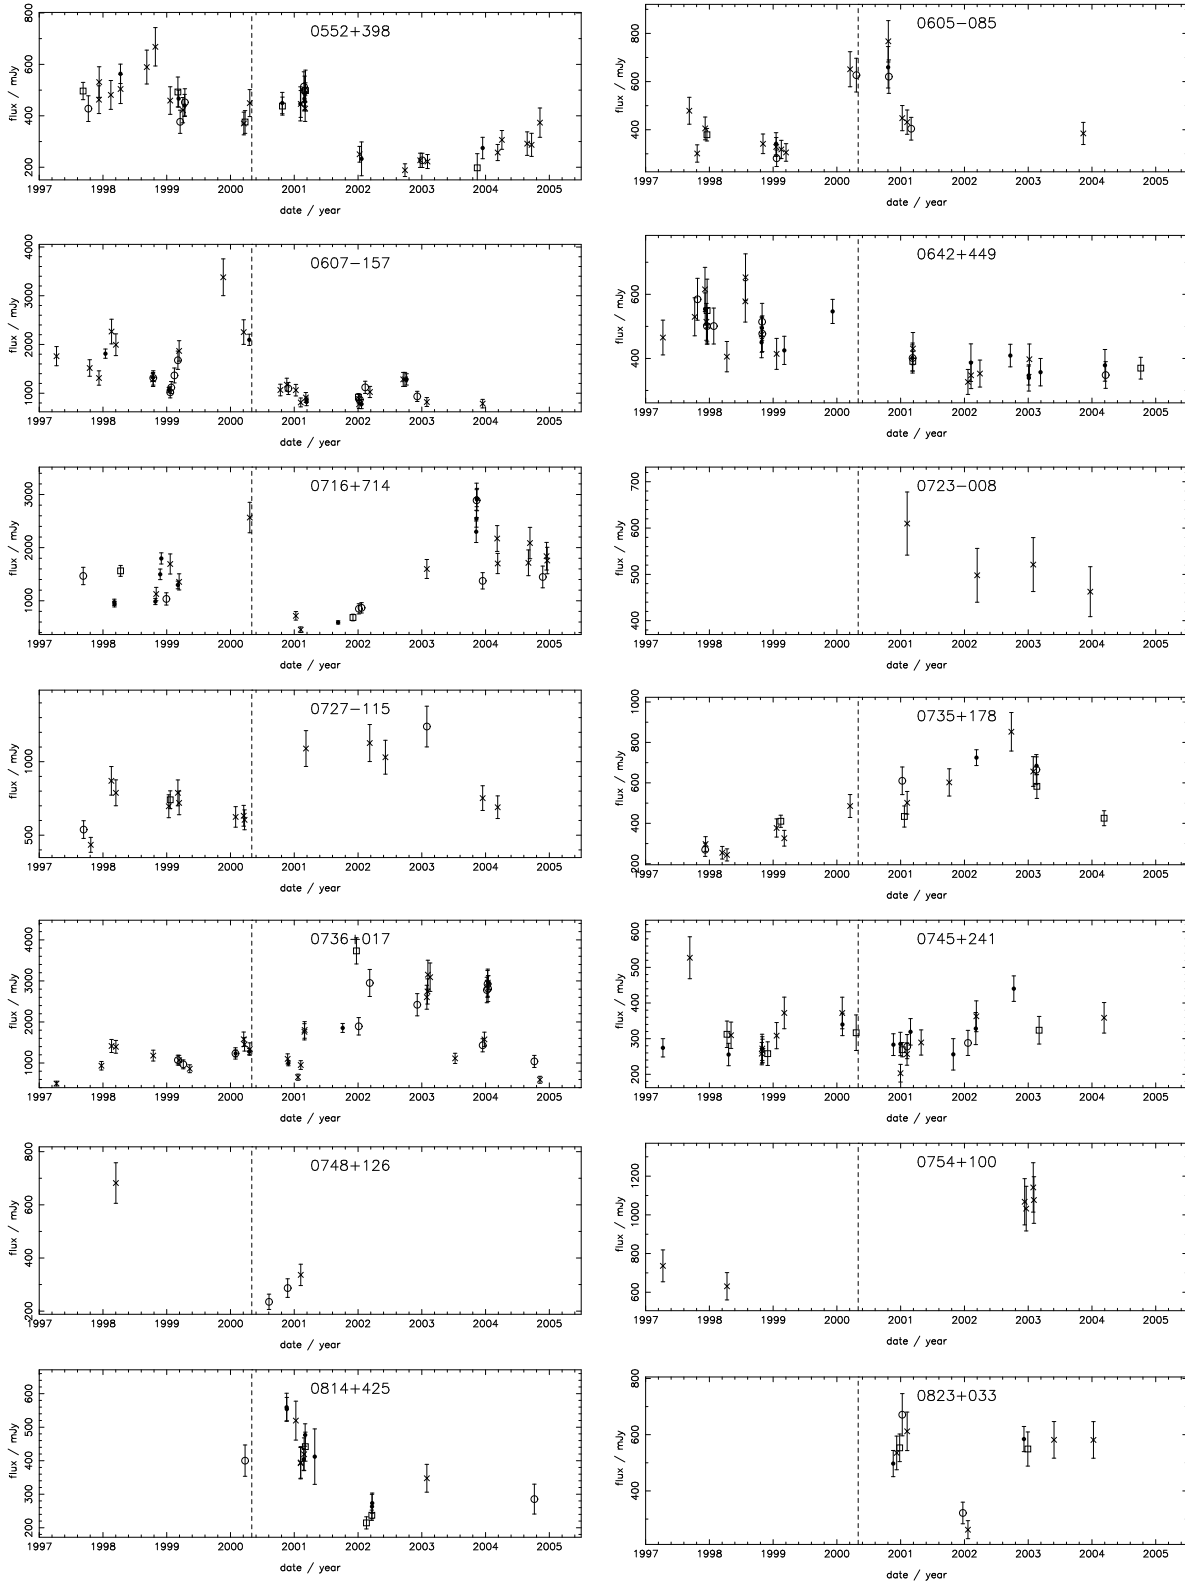 0552+398
flux / mJy
200 400 600 800
1997 1998 1999 2000 2001 2002 2003 2004 2005
date / year
0605−085
flux / mJy
400 600 800
1997 1998 1999 2000 2001 2002 2003 2004 2005
date / year
0607−157
flux / mJy
1000 2000 3000 4000
1997 1998 1999 2000 2001 2002 2003 2004 2005
date / year
0642+449
flux / mJy
400 600
1997 1998 1999 2000 2001 2002 2003 2004 2005
date / year
0716+714
flux / mJy
1000 2000 3000
1997 1998 1999 2000 2001 2002 2003 2004 2005
date / year
0723−008
flux / mJy
400 500 600 700
1997 1998 1999 2000 2001 2002 2003 2004 2005
date / year
0727−115
flux / mJy
500 1000
1997 1998 1999 2000 2001 2002 2003 2004 2005
date / year
0735+178
flux / mJy
200 400 600 800 1000
1997 1998 1999 2000 2001 2002 2003 2004 2005
date / year
0736+017
flux / mJy
1000 2000 3000 4000
1997 1998 1999 2000 2001 2002 2003 2004 2005
date / year
0745+241
flux / mJy
200 300 400 500 600
1997 1998 1999 2000 2001 2002 2003 2004 2005
date / year
0748+126
flux / mJy
200 400 600 800
1997 1998 1999 2000 2001 2002 2003 2004 2005
date / year
0754+100
flux / mJy
600 800 1000 1200
1997 1998 1999 2000 2001 2002 2003 2004 2005
date / year
0814+425
flux / mJy
200 300 400 500 600
1997 1998 1999 2000 2001 2002 2003 2004 2005
date / year
0823+033
flux / mJy
400 600 800
1997 1998 1999 2000 2001 2002 2003 2004 2005
date / year